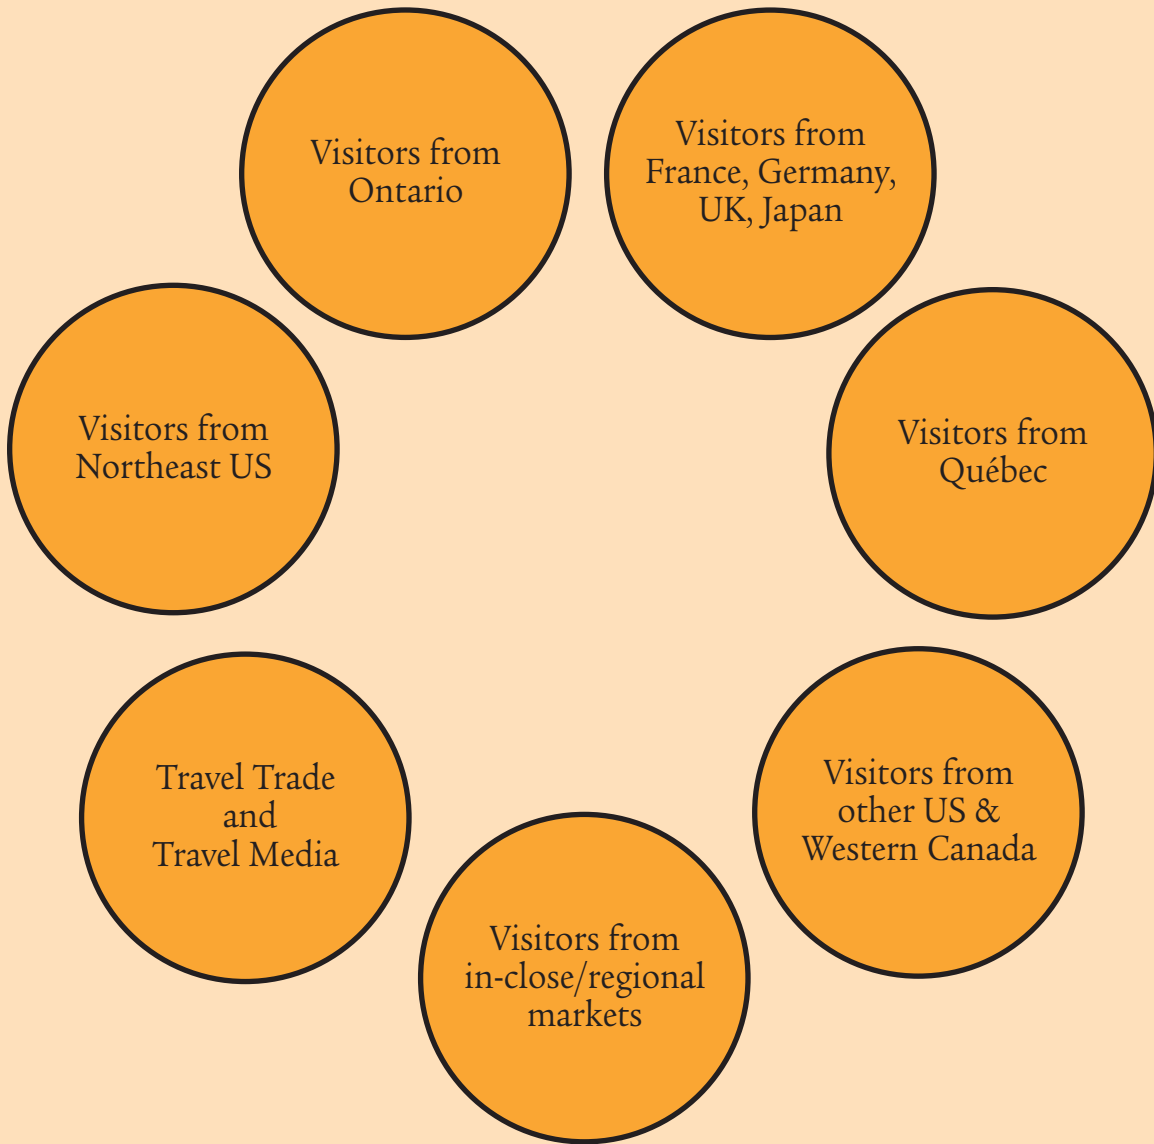 Visitors from
Ontario
Visitors from
France, Germany,
UK, Japan
Visitors from
Northeast US
Visitors from
Québec
Travel Trade
and
Travel Media
Visitors from
other US &
Western Canada
Visitors from
in-close/regional
markets